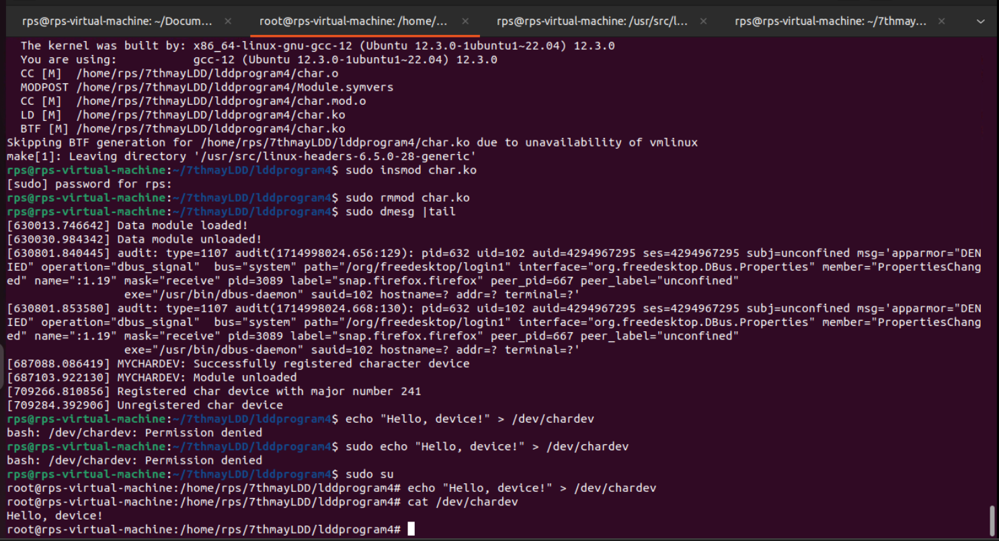 rps@rps-virtual-machine: ~/Docum... × root@rps-virtual-machine: /home/... × rps@rps-virtual-machine: /usr/src/l... × rps@rps-virtual-machine: ~/7thmay... ×
The kernel was built by: x86_64-linux-gnu-gcc-12 (Ubuntu 12.3.0-1ubuntu1~22.04) 12.3.0
You are using:           gcc-12 (Ubuntu 12.3.0-1ubuntu1~22.04) 12.3.0
CC [M]  /home/rps/7thmayLDD/lddprogram4/char.o
MODPOST /home/rps/7thmayLDD/lddprogram4/Module.symvers
CC [M]  /home/rps/7thmayLDD/lddprogram4/char.mod.o
LD [M]  /home/rps/7thmayLDD/lddprogram4/char.ko
BTF [M] /home/rps/7thmayLDD/lddprogram4/char.ko
Skipping BTF generation for /home/rps/7thmayLDD/lddprogram4/char.ko due to unavailability of vmlinux
make[1]: Leaving directory '/usr/src/linux-headers-6.5.0-28-generic'
rps@rps-virtual-machine:~/7thmayLDD/lddprogram4$ sudo insmod char.ko
[sudo] password for rps:
rps@rps-virtual-machine:~/7thmayLDD/lddprogram4$ sudo rmmod char.ko
rps@rps-virtual-machine:~/7thmayLDD/lddprogram4$ sudo dmesg |tail
[630013.746642] Data module loaded!
[630030.984342] Data module unloaded!
[630801.840445] audit: type=1107 audit(1714998024.656:129): pid=632 uid=102 auid=4294967295 ses=4294967295 subj=unconfined msg='apparmor="DEN
IED" operation="dbus_signal"  bus="system" path="/org/freedesktop/login1" interface="org.freedesktop.DBus.Properties" member="PropertiesChang
ed" name=":1.19" mask="receive" pid=3089 label="snap.firefox.firefox" peer_pid=667 peer_label="unconfined"
exe="/usr/bin/dbus-daemon" sauid=102 hostname=? addr=? terminal=?'
[630801.853580] audit: type=1107 audit(1714998024.668:130): pid=632 uid=102 auid=4294967295 ses=4294967295 subj=unconfined msg='apparmor="DEN
IED" operation="dbus_signal"  bus="system" path="/org/freedesktop/login1" interface="org.freedesktop.DBus.Properties" member="PropertiesChang
ed" name=":1.19" mask="receive" pid=3089 label="snap.firefox.firefox" peer_pid=667 peer_label="unconfined"
exe="/usr/bin/dbus-daemon" sauid=102 hostname=? addr=? terminal=?'
[687088.086419] MYCHARDEV: Successfully registered character device
[687103.922130] MYCHARDEV: Module unloaded
[709266.810856] Registered char device with major number 241
[709284.392906] Unregistered char device
rps@rps-virtual-machine:~/7thmayLDD/lddprogram4$ echo "Hello, device!" > /dev/chardev
bash: /dev/chardev: Permission denied
rps@rps-virtual-machine:~/7thmayLDD/lddprogram4$ sudo echo "Hello, device!" > /dev/chardev
bash: /dev/chardev: Permission denied
rps@rps-virtual-machine:~/7thmayLDD/lddprogram4$ sudo su
root@rps-virtual-machine:/home/rps/7thmayLDD/lddprogram4# echo "Hello, device!" > /dev/chardev
root@rps-virtual-machine:/home/rps/7thmayLDD/lddprogram4# cat /dev/chardev
Hello, device!
root@rps-virtual-machine:/home/rps/7thmayLDD/lddprogram4#